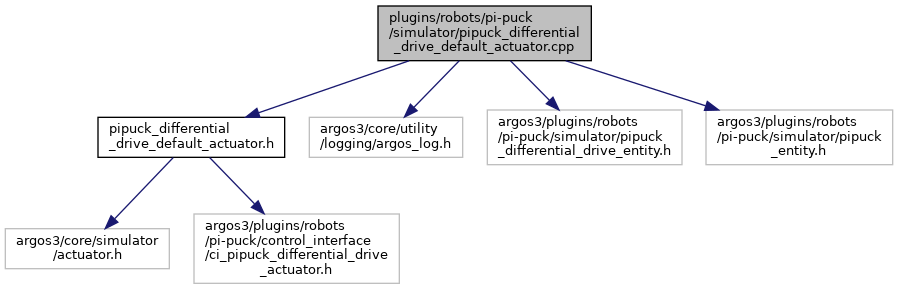 plugins/robots/pi-puck
/simulator/pipuck_differential
_drive_default_actuator.cpp
pipuck_differential
_drive_default_actuator.h
argos3/core/utility
/logging/argos_log.h
argos3/plugins/robots
/pi-puck/simulator/pipuck
_differential_drive_entity.h
argos3/plugins/robots
/pi-puck/simulator/pipuck
_entity.h
argos3/core/simulator
/actuator.h
argos3/plugins/robots
/pi-puck/control_interface
/ci_pipuck_differential_drive
_actuator.h